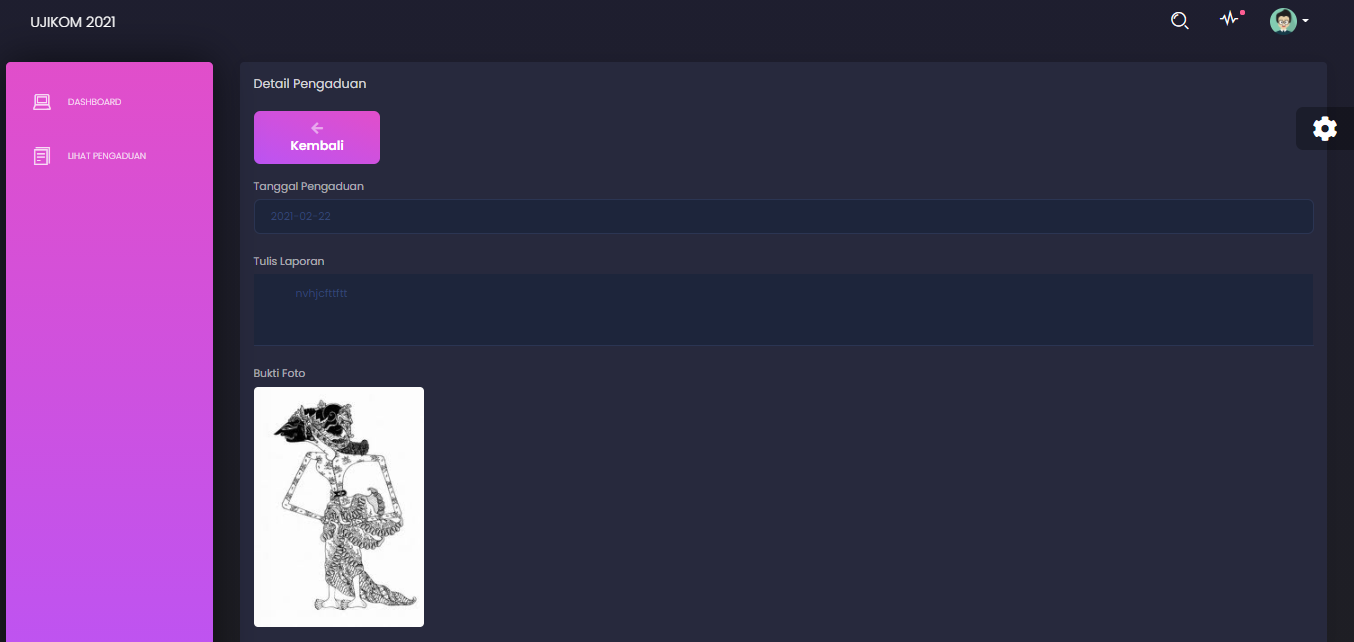 UJIKOM 2021
DASHBOARD
LIHAT PENGADUAN
Detail Pengaduan
Kembali
Tanggal Pengaduan
2021-02-22
Tulis Laporan
nvhjcfttftt
Bukti Foto